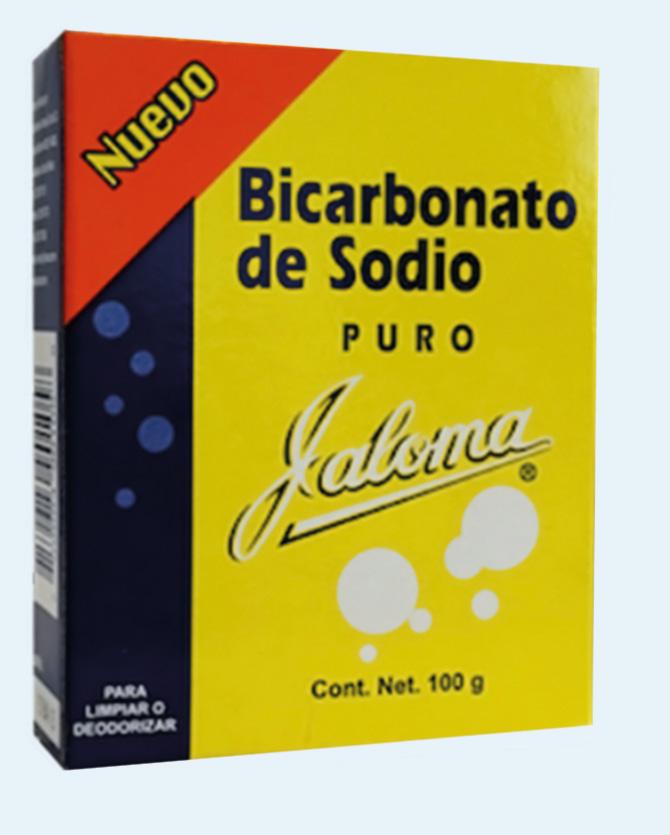 Nuevo
Bicarbonato
de Sodio
PURO
Jaloma
®
Cont. Net. 100 g
PARA
LIMPIAR O
DEODORIZAR